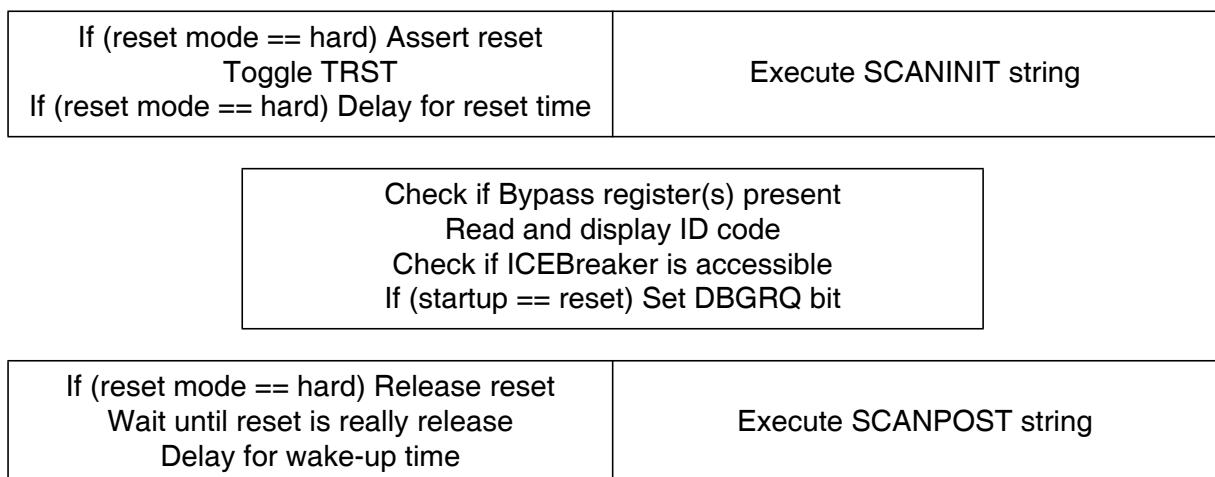 If (reset mode == hard) Assert reset
Toggle TRST
If (reset mode == hard) Delay for reset time
Execute SCANINIT string
Check if Bypass register(s) present
Read and display ID code
Check if ICEBreaker is accessible
If (startup == reset) Set DBGRQ bit
If (reset mode == hard) Release reset
Wait until reset is really release
Delay for wake-up time
Execute SCANPOST string